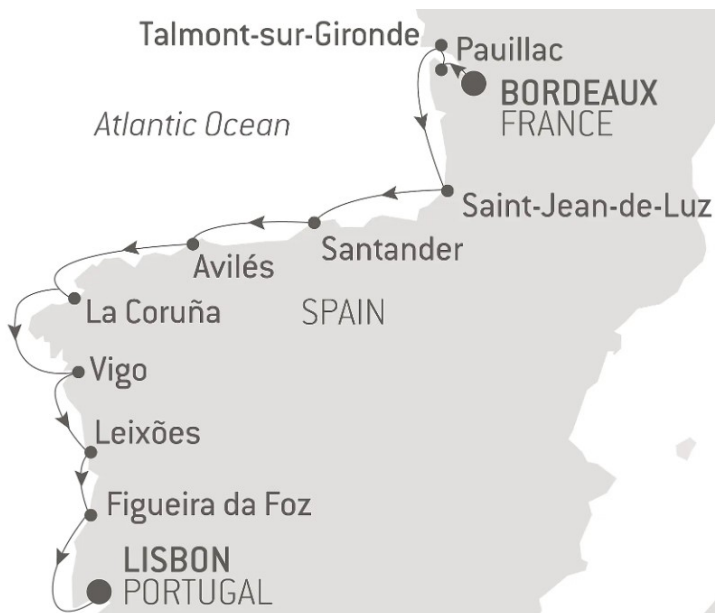 Talmont-sur-Gironde
Pauillac
BORDEAUX
FRANCE
Atlantic Ocean
Saint-Jean-de-Luz
Santander
Avilés
La Coruña
SPAIN
Vigo
Leixões
Figueira da Foz
LISBON
PORTUGAL